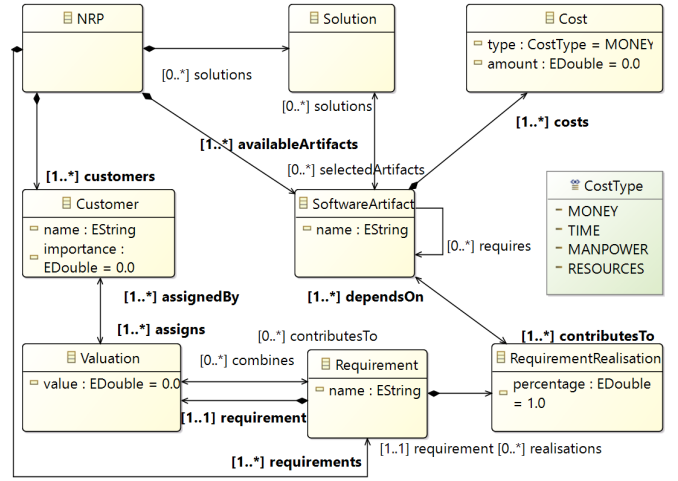 NRP
Solution
Cost
type : CostType = MONEY
amount : EDouble = 0.0
[0..*] solutions
[0..*] solutions
[1..*] costs
[1..*] availableArtifacts
[0..*] selectedArtifacts
[1..*] customers
CostType
MONEY
TIME
MANPOWER
RESOURCES
Customer
name : EString
importance :
EDouble = 0.0
SoftwareArtifact
name : EString
[0..*] requires
[1..*] assignedBy
[1..*] dependsOn
[1..*] assigns
[0..*] contributesTo
[1..*] contributesTo
Valuation
value : EDouble = 0.0
[0..*] combines
Requirement
name : EString
RequirementRealisation
percentage : EDouble
= 1.0
[1..1] requirement
[1..1] requirement [0..*] realisations
[1..*] requirements